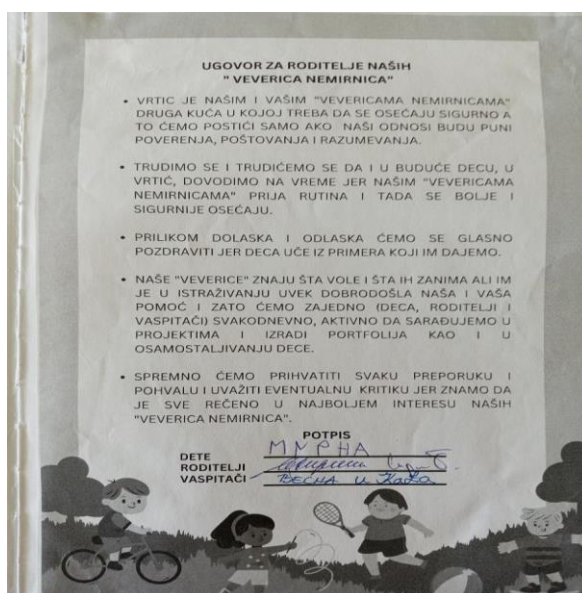 UGOVOR ZA RODITELJE NAŠIH
" VEVERICA NEMIRNICA"
• VRTIC JE NAŠIM I VAŠIM "VEVERICAMA NEMIRNICAMA"
DRUGA KUĆA U KOJOJ TREBA DA SE OSEĆAJU SIGURNO A
TO ĆEMO POSTIĆI SAMO AKO NAŠI ODNOSI BUDU PUNI
POVERENJA, POŠTOVANJA I RAZUMEVANJA.
• TRUDIMO SE I TRUDIĆEMO SE DA I U BUDUĆE DECU, U
VRTIĆ, DOVODIMO NA VREME JER NAŠIM "VEVERICAMA
NEMIRNICAMA" PRIJA RUTINA I TADA SE BOLJE I
SIGURNIJE OSEĆAJU.
• PRILIKOM DOLASKA I ODLASKA ĆEMO SE GLASNO
POZDRAVITI JER DECA UČE IZ PRIMERA KOJI IM DAJEMO.
• NAŠE "VEVERICE" ZNAJU ŠTA VOLE I ŠTA IH ZANIMA ALI IM
JE U ISTRAŽIVANJU UVEK DOBRODOŠLA NAŠA I VAŠA
POMOĆ I ZATO ĆEMO ZAJEDNO (DECA, RODITELJI I
VASPITAČI) SVAKODNEVNO, AKTIVNO DA SARAĐUJEMO U
PROJEKTIMA I IZRADI PORTFOLIJA KAO I U
OSAMOSTALJIVANJU DECE.
• SPREMNO ĆEMO PRIHVATITI SVAKU PREPORUKU I
POHVALU I UVAŽITI EVENTUALNU KRITIKU JER ZNAMO DA
JE SVE REČENO U NAJBOLJEM INTERESU NAŠIH
"VEVERICA NEMIRNICA".
POTPIS
DETE
RODITELJI
VASPITAČI ВЕСНА и Каћа